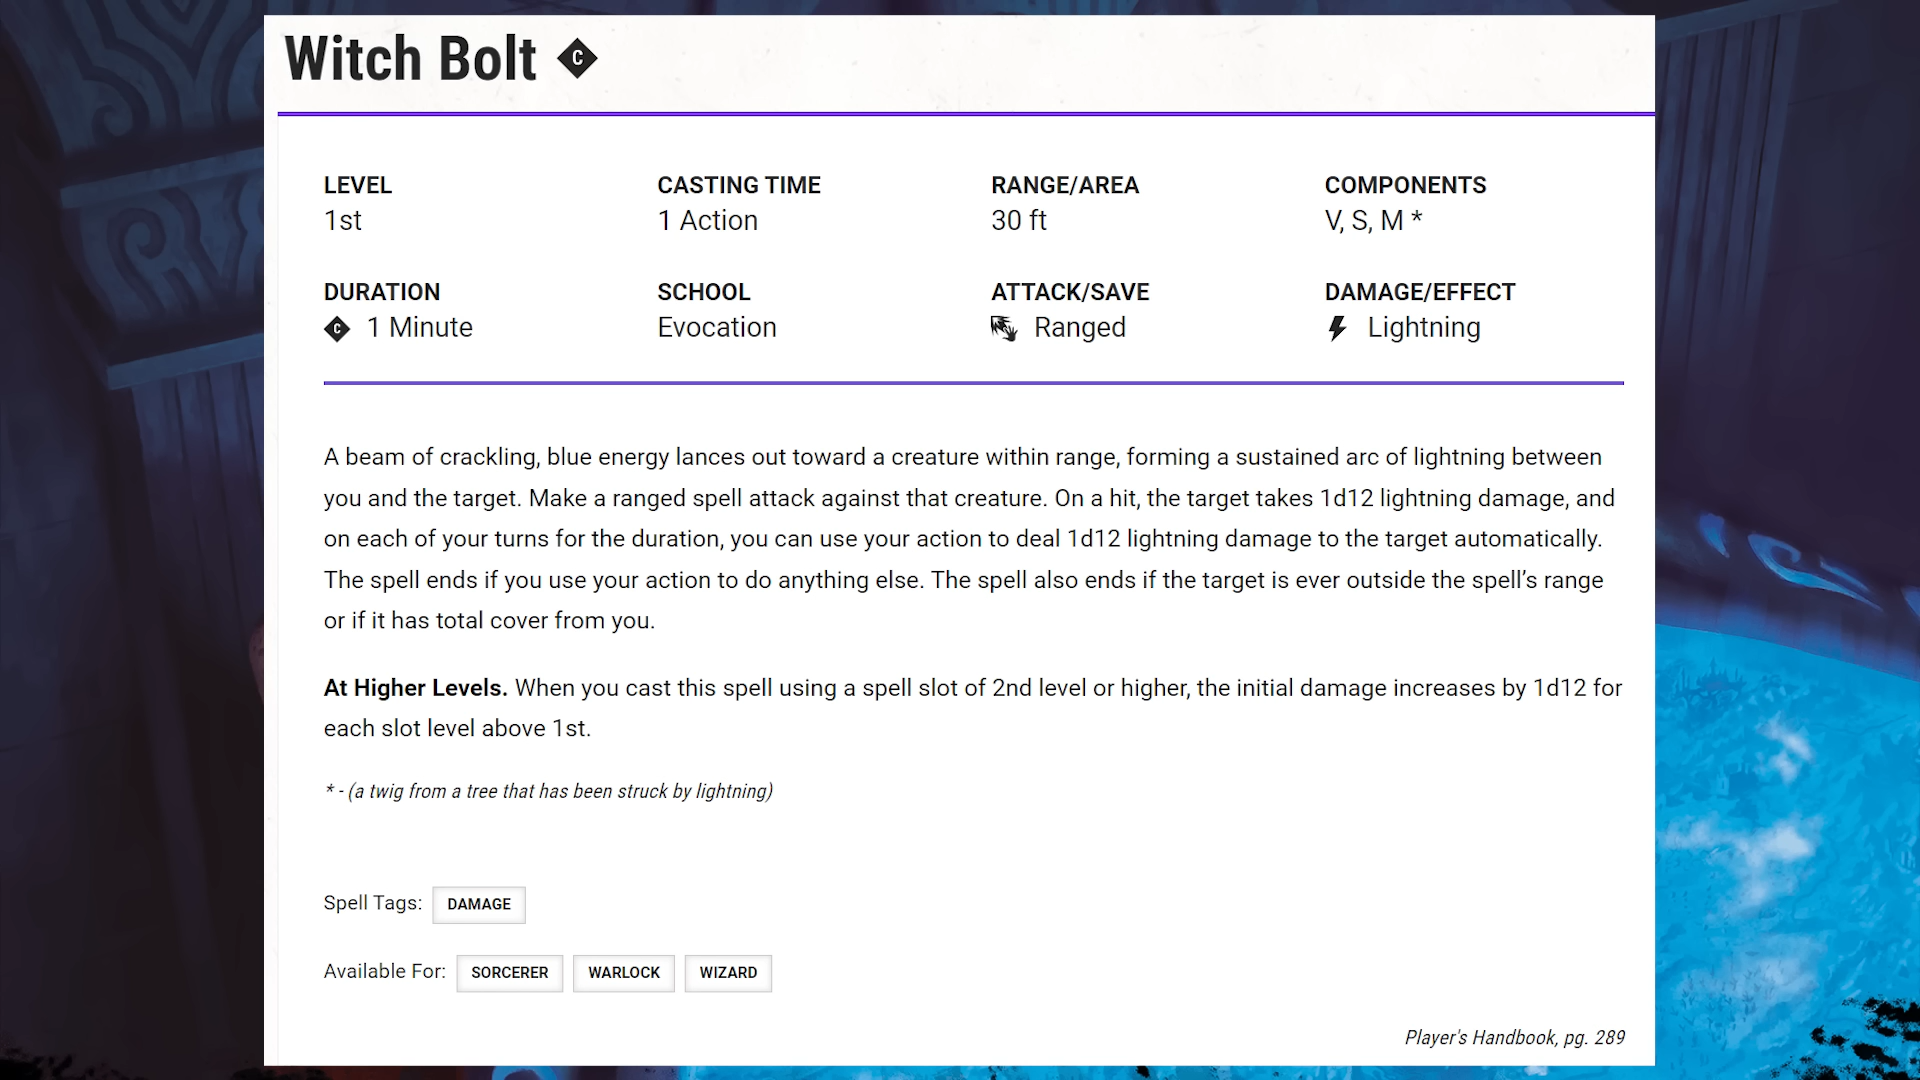 Witch Bolt C
LEVEL
1st
CASTING TIME
1 Action
RANGE/AREA
30 ft
COMPONENTS
V, S, M *
DURATION
C 1 Minute
SCHOOL
Evocation
ATTACK/SAVE
Ranged
DAMAGE/EFFECT
Lightning
A beam of crackling, blue energy lances out toward a creature within range, forming a sustained arc of lightning between
you and the target. Make a ranged spell attack against that creature. On a hit, the target takes 1d12 lightning damage, and
on each of your turns for the duration, you can use your action to deal 1d12 lightning damage to the target automatically.
The spell ends if you use your action to do anything else. The spell also ends if the target is ever outside the spell’s range
or if it has total cover from you.
At Higher Levels. When you cast this spell using a spell slot of 2nd level or higher, the initial damage increases by 1d12 for
each slot level above 1st.
* - (a twig from a tree that has been struck by lightning)
Spell Tags: DAMAGE
Available For: SORCERER WARLOCK WIZARD
Player's Handbook, pg. 289